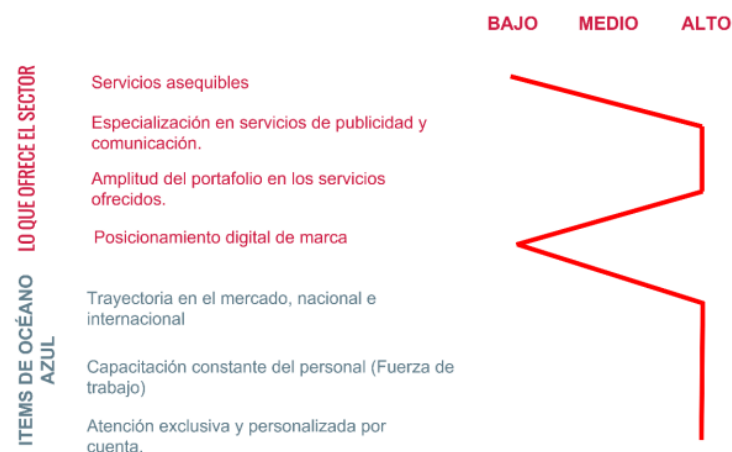 BAJO MEDIO ALTO
LO QUE OFRECE EL SECTOR
Servicios asequibles
Especialización en servicios de publicidad y
comunicación.
Amplitud del portafolio en los servicios
ofrecidos.
Posicionamiento digital de marca
ITEMS DE OCÉANO
AZUL
Trayectoria en el mercado, nacional e
internacional
Capacitación constante del personal (Fuerza de
trabajo)
Atención exclusiva y personalizada por
cuenta.